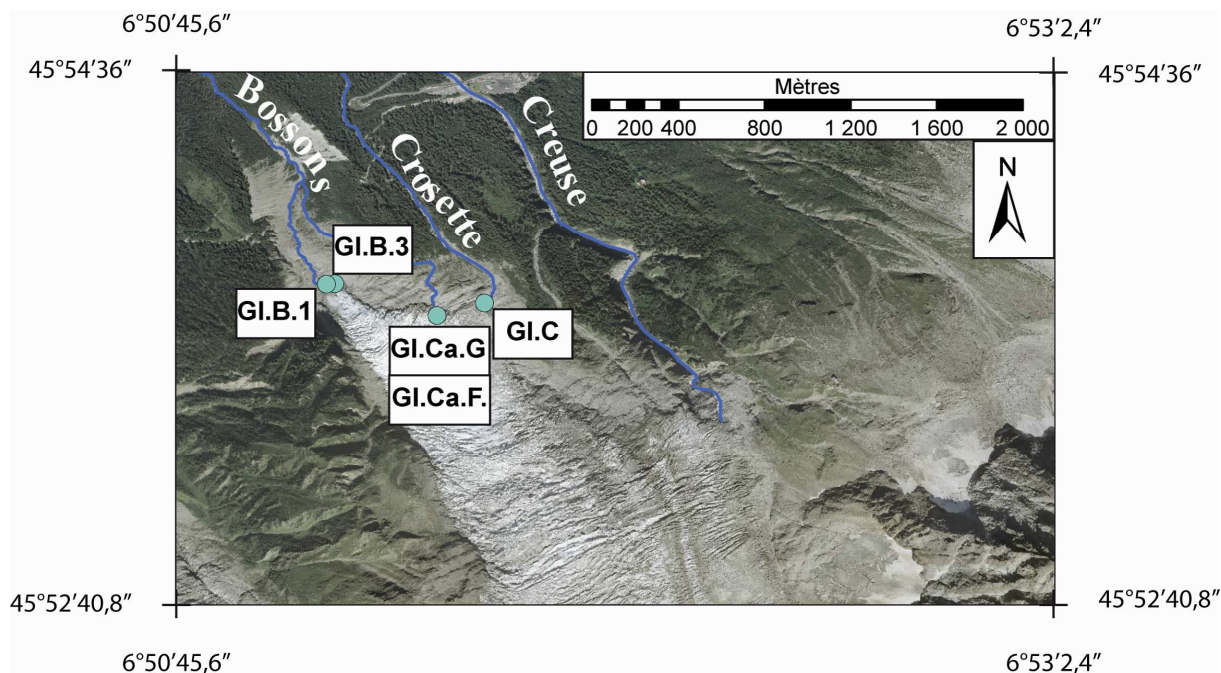 6°50′45,6″
6°53′2,4″
45°54′36″
45°54′36″
Mètres
0 200 400 800 1200 1 600 2 000
N
Bossons
Crosette
Creuse
Gl.B.3
Gl.B.1
Gl.C
Gl.Ca.G
Gl.Ca.F.
45°52′40,8″
45°52′40,8″
6°50′45,6″
6°53′2,4″